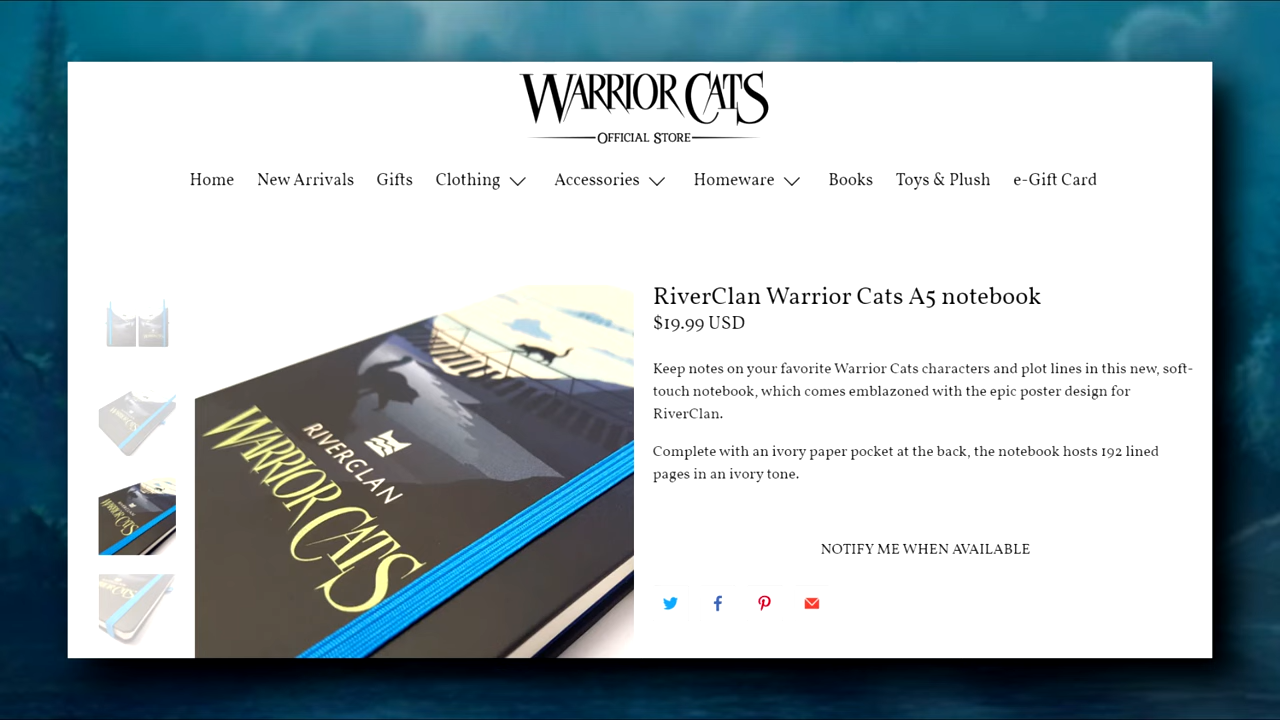 WARRIOR CATS
OFFICIAL STORE
Home New Arrivals Gifts Clothing Accessories Homeware Books Toys & Plush e-Gift Card
RiverClan Warrior Cats A5 notebook
$19.99 USD
Keep notes on your favorite Warrior Cats characters and plot lines in this new, soft-
touch notebook, which comes emblazoned with the epic poster design for
RiverClan.
Complete with an ivory paper pocket at the back, the notebook hosts 192 lined
pages in an ivory tone.
NOTIFY ME WHEN AVAILABLE
RIVERCLAN
WARRIOR CATS
WARRIOR CATS